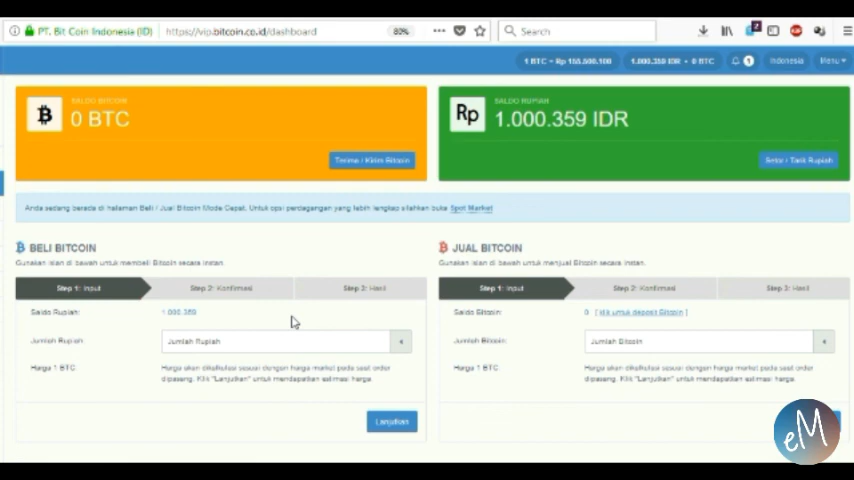 PT. Bit Coin Indonesia (ID)
https://vip.bitcoin.co.id/dashboard
80%
Search
2
1 BTC = Rp 155.500.100
1.000.359 IDR + 0 BTC
1
Indonesia
Menu
SALDO BITCOIN
0 BTC
Terima / Kirim Bitcoin
Rp
SALDO RUPIAH
1.000.359 IDR
Setor / Tarik Rupiah
Anda sedang berada di halaman Beli / Jual Bitcoin Mode Cepat. Untuk opsi perdagangan yang lebih lengkap silahkan buka Spot Market
BELI BITCOIN
Gunakan isian di bawah untuk membeli Bitcoin secara instan.
Step 1: Input
Step 2: Konfirmasi
Step 3: Hasil
Saldo Rupiah:
1.000.359
Jumlah Rupiah:
Jumlah Rupiah
Harga 1 BTC:
Harga akan dikalkulasi sesuai dengan harga market pada saat order
dipasang. Klik "Lanjutkan" untuk mendapatkan estimasi harga
Lanjutkan
JUAL BITCOIN
Gunakan isian di bawah untuk menjual Bitcoin secara instan.
Step 1: Input
Step 2: Konfirmasi
Step 3: Hasil
Saldo Bitcoin:
0 [ klik untuk deposit Bitcoin ]
Jumlah Bitcoin:
Jumlah Bitcoin
Harga 1 BTC:
Harga akan dikalkulasi sesuai dengan harga market pada saat order
dipasang. Klik "Lanjutkan" untuk mendapatkan estimasi harga
eM